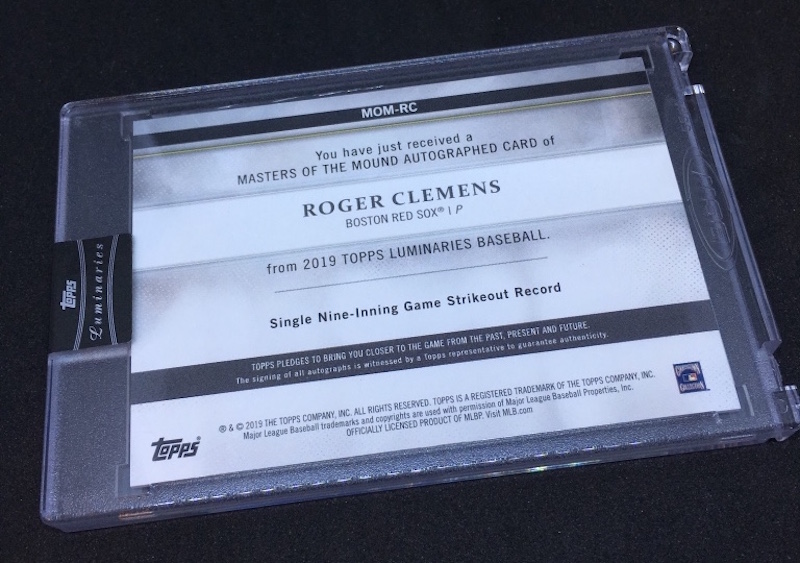 MOM-RC
You have just received a
MASTERS OF THE MOUND AUTOGRAPHED CARD of
ROGER CLEMENS
BOSTON RED SOX® | P
from 2019 TOPPS LUMINARIES BASEBALL.
Single Nine-Inning Game Strikeout Record
TOPPS PLEDGES TO BRING YOU CLOSER TO THE GAME FROM THE PAST, PRESENT AND FUTURE.
The signing of all autographs is witnessed by a Topps representative to guarantee authenticity.
® & © 2019 THE TOPPS COMPANY, INC. ALL RIGHTS RESERVED. TOPPS IS A REGISTERED TRADEMARK OF THE TOPPS COMPANY, INC.
Major League Baseball trademarks and copyrights are used with permission of Major League Baseball Properties, Inc.
OFFICIALLY LICENSED PRODUCT OF MLBP. Visit MLB.com
Topps®
Topps
Luminaries